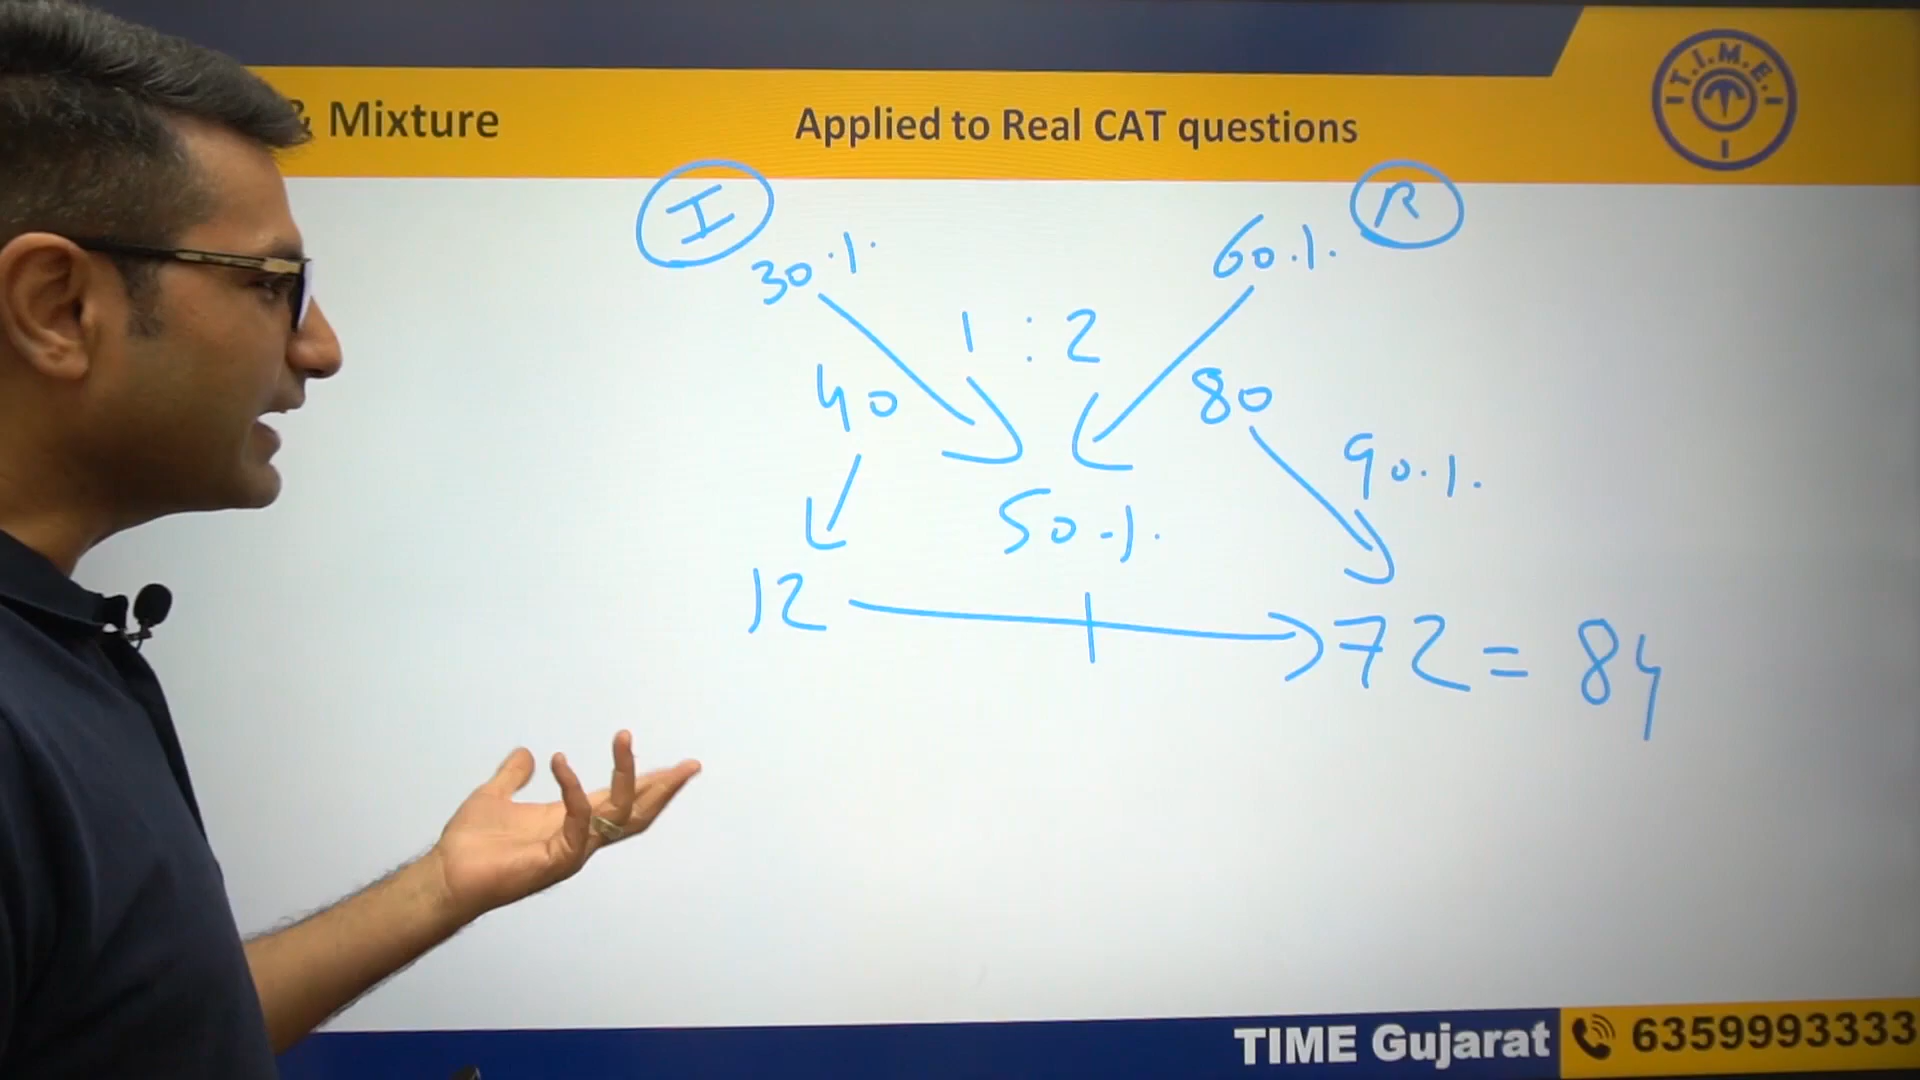 & Mixture
Applied to Real CAT questions
T.I.M.E.
I
R
30.1.
60.1.
1 : 2
40
80
90.1.
50.1.
12
72 = 84
TIME Gujarat
6359993333